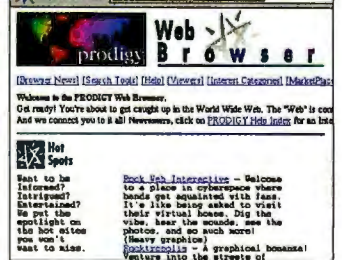 prodigy
Web
Browser
[Browser News] [Search Tools] [Help] [Viewers] [Interest Categories] [MarketPlac
Welcome to the PRODIGY Web Browser.
Get ready! You're about to get caught up in the World Wide Web. The "Web" is com
And we connect you to it all! Newcomers, click on PRODIGY Help Index for an Inte
Hot
Spots
Want to be
Informed?
Intrigued?
Entertained?
We put the
spotlight on
the hot sites
you won't
want to miss.
Rock Web Interactive - Welcome
to a place in cyberspace where
bands get aquainted with fans.
It's like being asked to visit
their virtual homes. Dig the
vibe, hear the sounds, see the
photos, and so much more!
(Heavy graphics)
Rocktropolis - A graphical bonanza!
Venture into the streets of